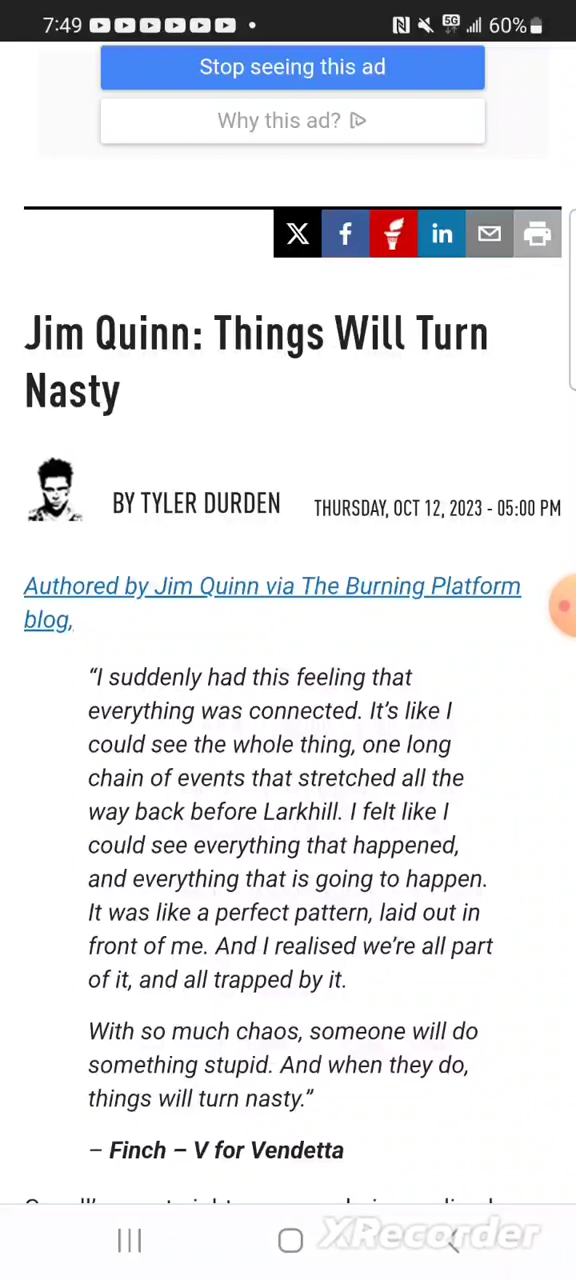 7:49
5G
60%
Stop seeing this ad
Why this ad?
X f in
Jim Quinn: Things Will Turn
Nasty
BY TYLER DURDEN
THURSDAY, OCT 12, 2023 - 05:00 PM
Authored by Jim Quinn via The Burning Platform
blog,
“I suddenly had this feeling that
everything was connected. It’s like I
could see the whole thing, one long
chain of events that stretched all the
way back before Larkhill. I felt like I
could see everything that happened,
and everything that is going to happen.
It was like a perfect pattern, laid out in
front of me. And I realised we’re all part
of it, and all trapped by it.
With so much chaos, someone will do
something stupid. And when they do,
things will turn nasty.”
– Finch – V for Vendetta
XRecorder